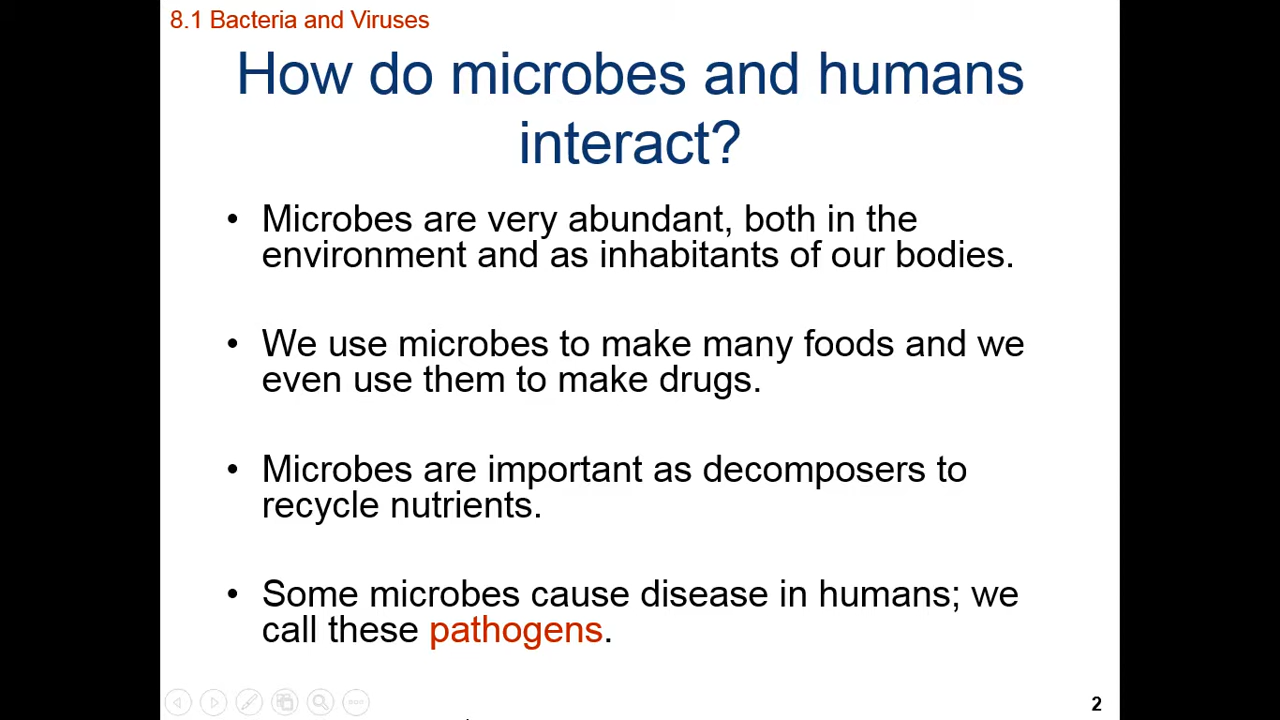 8.1 Bacteria and Viruses
How do microbes and humans
interact?
• Microbes are very abundant, both in the
environment and as inhabitants of our bodies.
• We use microbes to make many foods and we
even use them to make drugs.
• Microbes are important as decomposers to
recycle nutrients.
• Some microbes cause disease in humans; we
call these pathogens.
2